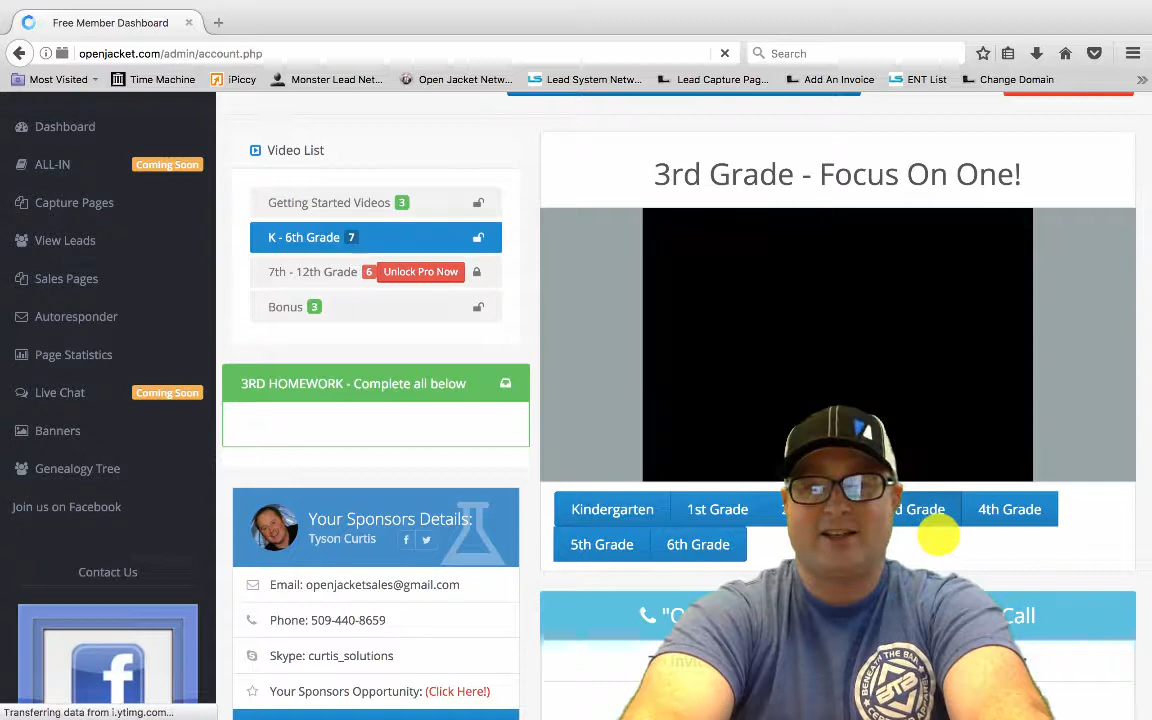 Free Member Dashboard
openjacket.com/admin/account.php
Search
Most Visited
Time Machine
iPiccy
Monster Lead Net...
Open Jacket Netw...
Lead System Netw...
Lead Capture Pag...
Add An Invoice
ENT List
Change Domain
Dashboard
ALL-IN Coming Soon
Capture Pages
View Leads
Sales Pages
Autoresponder
Page Statistics
Live Chat Coming Soon
Banners
Genealogy Tree
Join us on Facebook
Contact Us
Video List
Getting Started Videos 3
K - 6th Grade 7
7th - 12th Grade 6 Unlock Pro Now
Bonus 3
3RD HOMEWORK - Complete all below
Your Sponsors Details:
Tyson Curtis
Email: openjacketsales@gmail.com
Phone: 509-440-8659
Skype: curtis_solutions
Your Sponsors Opportunity: (Click Here!)
3rd Grade - Focus On One!
Kindergarten
1st Grade
d Grade
4th Grade
5th Grade
6th Grade
Call
BENEATH THE BAR
BTB
Transferring data from i.ytimg.com...